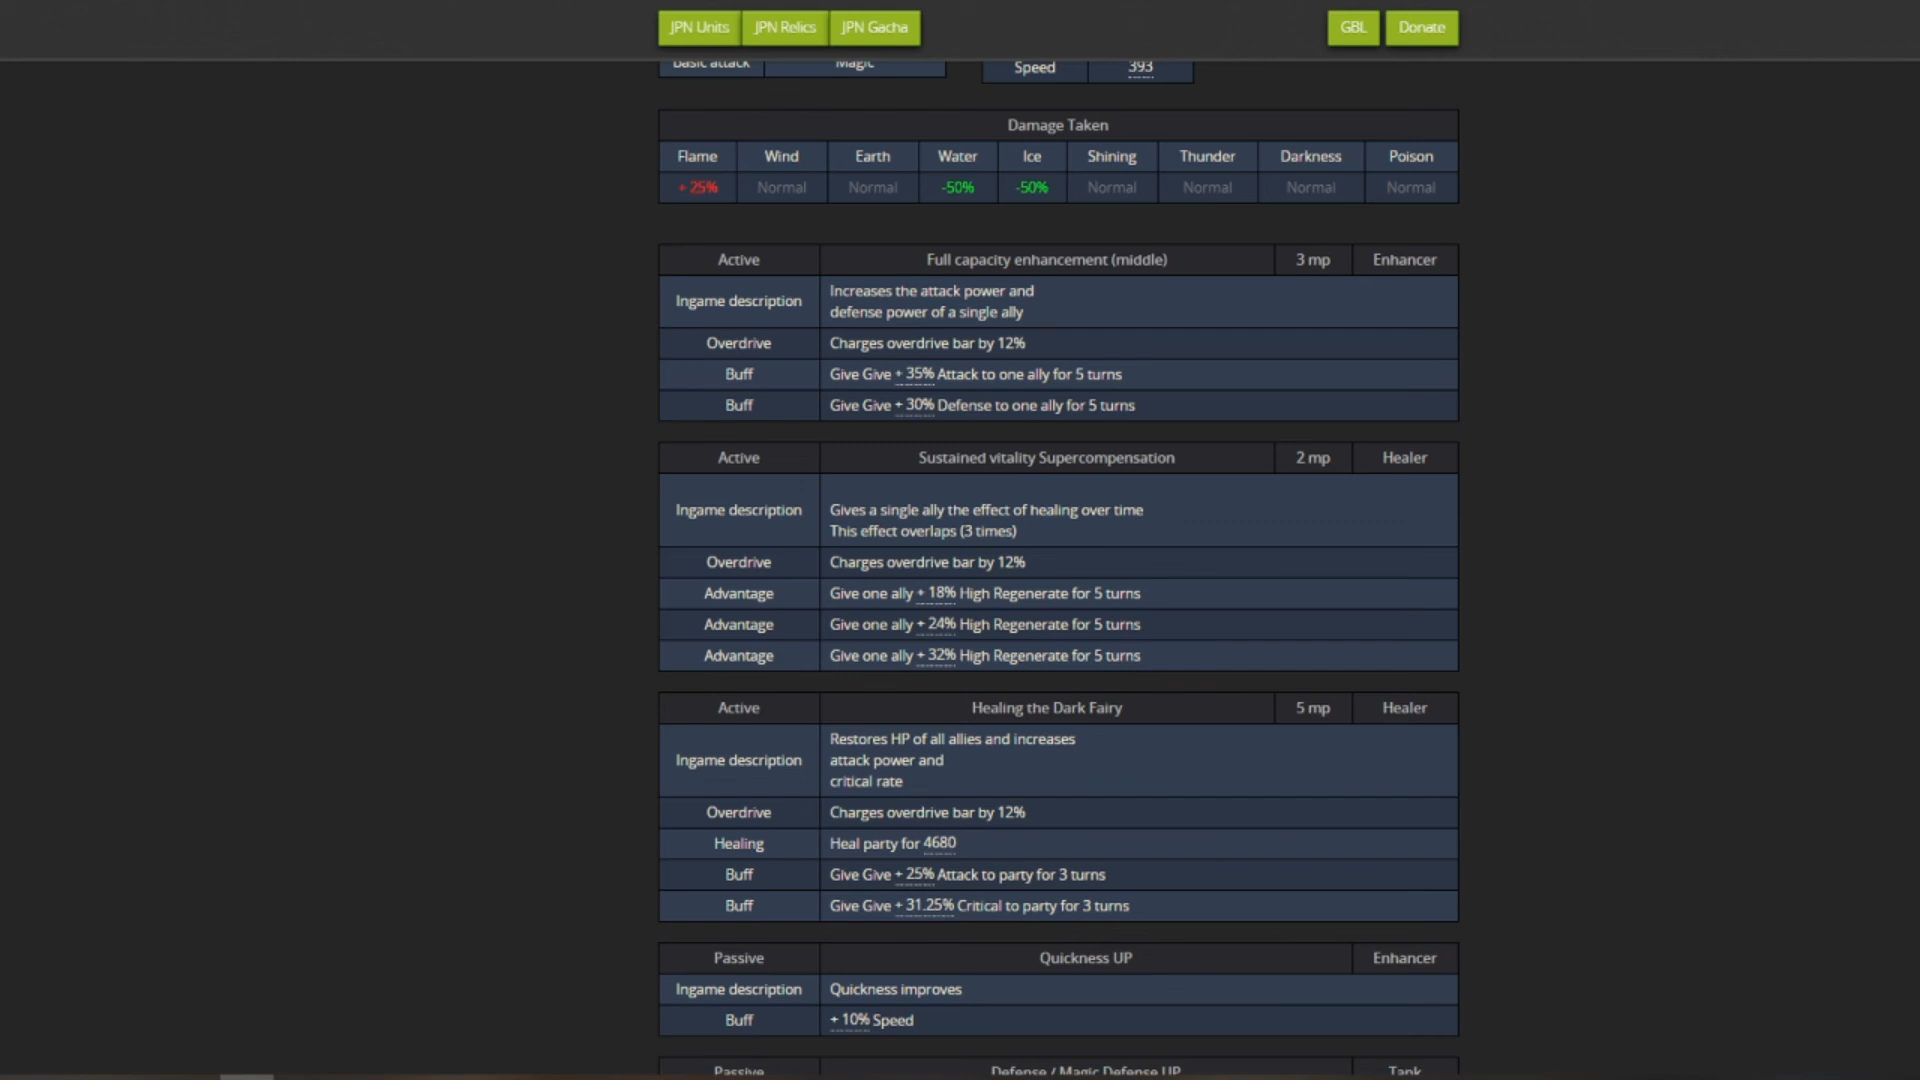 JPN Units JPN Relics JPN Gacha GBL Donate
Basic attack Magic Speed 393
Damage Taken
Flame Wind Earth Water Ice Shining Thunder Darkness Poison
+ 25% Normal Normal -50% -50% Normal Normal Normal Normal
Active Full capacity enhancement (middle) 3 mp Enhancer
Ingame description
Increases the attack power and
defense power of a single ally
Overdrive Charges overdrive bar by 12%
Buff Give Give + 35% Attack to one ally for 5 turns
Buff Give Give + 30% Defense to one ally for 5 turns
Active Sustained vitality Supercompensation 2 mp Healer
Ingame description
Gives a single ally the effect of healing over time
This effect overlaps (3 times)
Overdrive Charges overdrive bar by 12%
Advantage Give one ally + 18% High Regenerate for 5 turns
Advantage Give one ally + 24% High Regenerate for 5 turns
Advantage Give one ally + 32% High Regenerate for 5 turns
Active Healing the Dark Fairy 5 mp Healer
Ingame description
Restores HP of all allies and increases
attack power and
critical rate
Overdrive Charges overdrive bar by 12%
Healing Heal party for 4680
Buff Give Give + 25% Attack to party for 3 turns
Buff Give Give + 31.25% Critical to party for 3 turns
Passive Quickness UP Enhancer
Ingame description Quickness improves
Buff + 10% Speed
Passive Defense / Magic Defense UP Tank